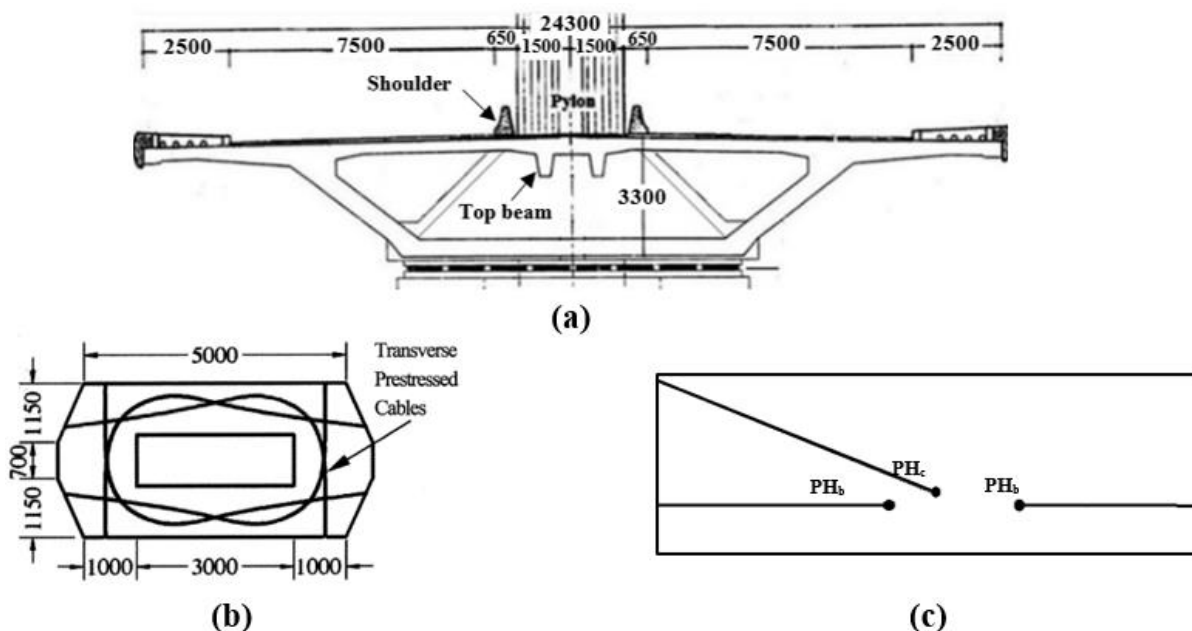 24300
2500 7500 650 1500 1500 650 7500 2500
Shoulder
Pylon
Top beam
3300
(a)
5000
1150
700
1150
1000 3000 1000
Transverse
Prestressed
Cables
(b)
PHb PHc PHb
(c)